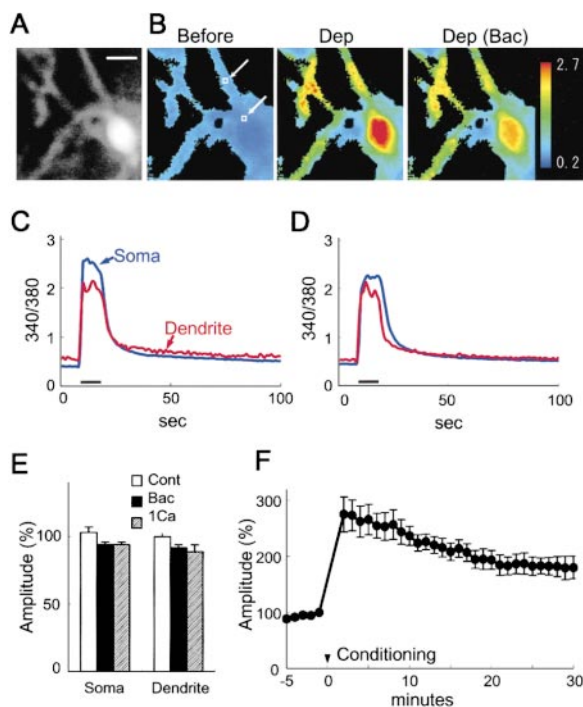 A
B
Before
Dep
Dep (Bac)
2.7
0.2
C
D
3
2
1
0
340/380
Soma
Dendrite
0
50
100
sec
3
2
1
0
340/380
0
50
100
sec
E
Cont
Bac
1Ca
100
50
0
Amplitude (%)
Soma
Dendrite
F
300
200
100
0
Amplitude (%)
Conditioning
-5
0
10
20
30
minutes